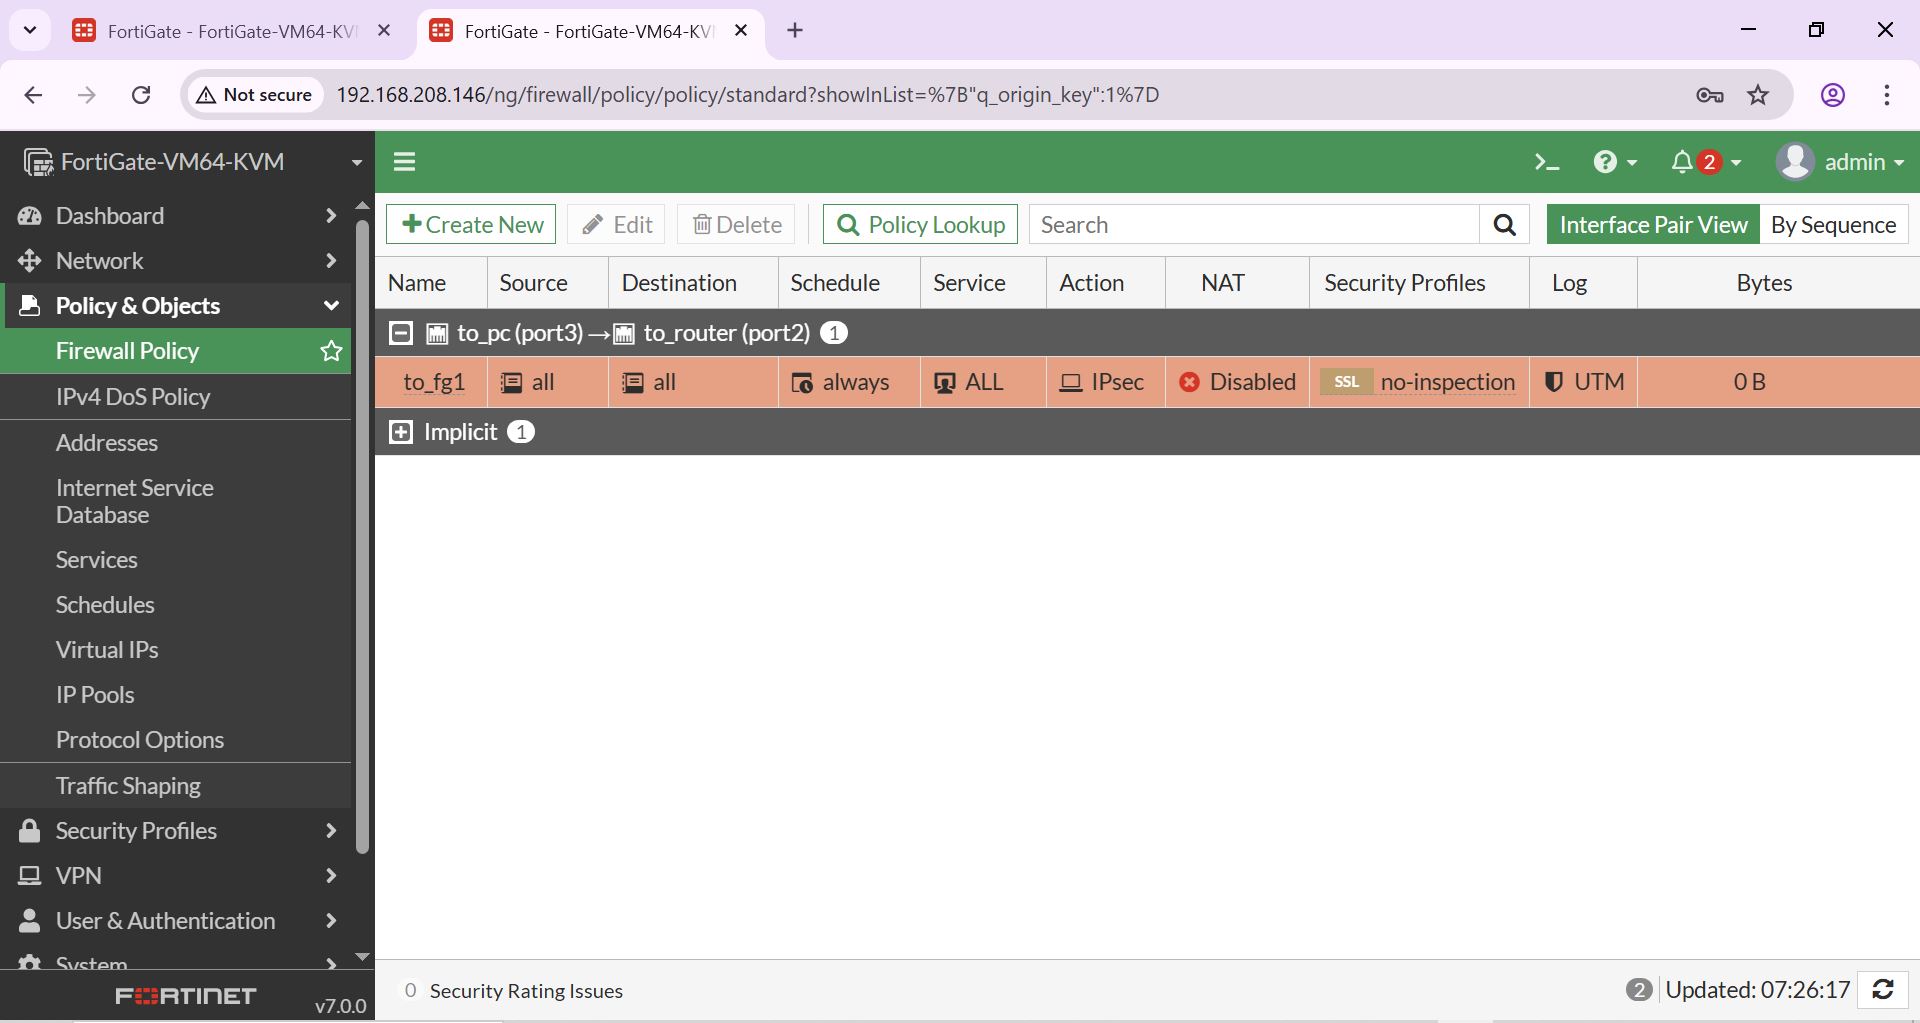 FortiGate - FortiGate-VM64-KV
FortiGate - FortiGate-VM64-KV
Not secure
192.168.208.146/ng/firewall/policy/policy/standard?showInList=%7B"q_origin_key":1%7D
FortiGate-VM64-KVM
2
admin
Dashboard
Network
Policy & Objects
Firewall Policy
IPv4 DoS Policy
Addresses
Internet Service
Database
Services
Schedules
Virtual IPs
IP Pools
Protocol Options
Traffic Shaping
Security Profiles
VPN
User & Authentication
System
FORTINET
v7.0.0
Create New
Edit
Delete
Policy Lookup
Search
Interface Pair View
By Sequence
Name Source Destination Schedule Service Action NAT Security Profiles Log Bytes
to_pc (port3) → to_router (port2) 1
to_fg1 all all always ALL IPsec Disabled SSL no-inspection UTM 0 B
Implicit 1
0 Security Rating Issues
2 Updated: 07:26:17